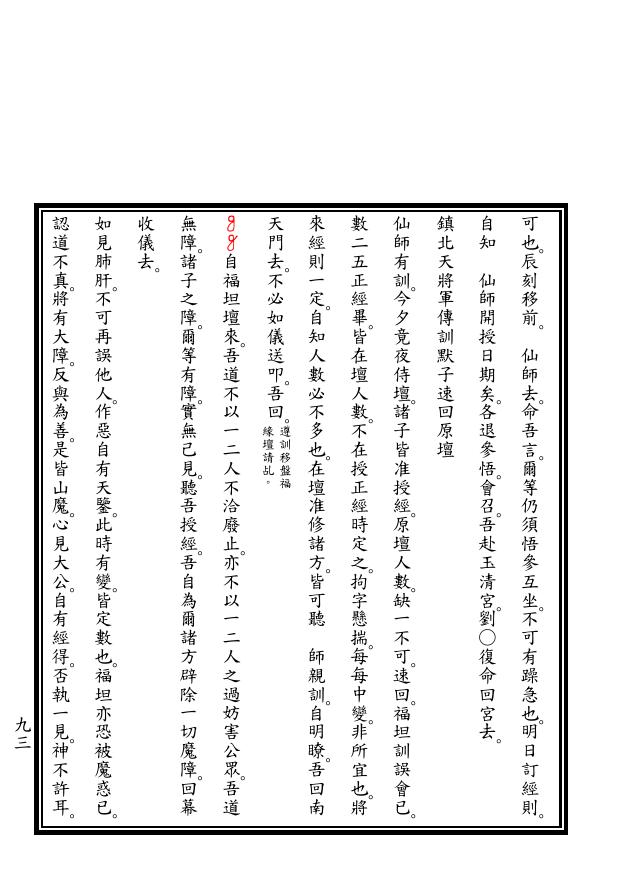 可也。辰刻移前。　仙師去。命吾言。爾等仍須悟參互坐。不可有躁急也。明日訂經則。
自知　仙師開授日期矣。各退參悟。會召。吾赴玉清宮。劉◯復命回宮去。
鎮北天將軍傳訓默子速回原壇
仙師有訓。今夕竟夜侍壇。諸子皆准授經。原壇人數。缺一不可。速回。福坦訓誤會已。
數二五正經畢。皆在壇人數。不在授正經時定之。拘字懸揣。每每中變。非所宜也。將
來經則一定。自知人數必不多也。在壇准修諸方。皆可聽　師親訓。自明瞭。吾回南
天門去。不必如儀送叩。吾回。遵訓移盤福
緣壇請乩。
自福坦壇來。吾道不以一二人不洽廢止。亦不以一二人之過妨害公眾。吾道
無障。諸子之障。爾等有障。實無己見。聽吾授經。吾自為爾諸方辟除一切魔障。回幕
收儀去。
如見肺肝。不可再誤他人。作惡自有天鑒。此時有變。皆定數也。福坦亦恐被魔惑已。
認道不真。將有大障。反與為善。是皆山魔。心見大公。自有經得。否執一見。神不許耳。
九三